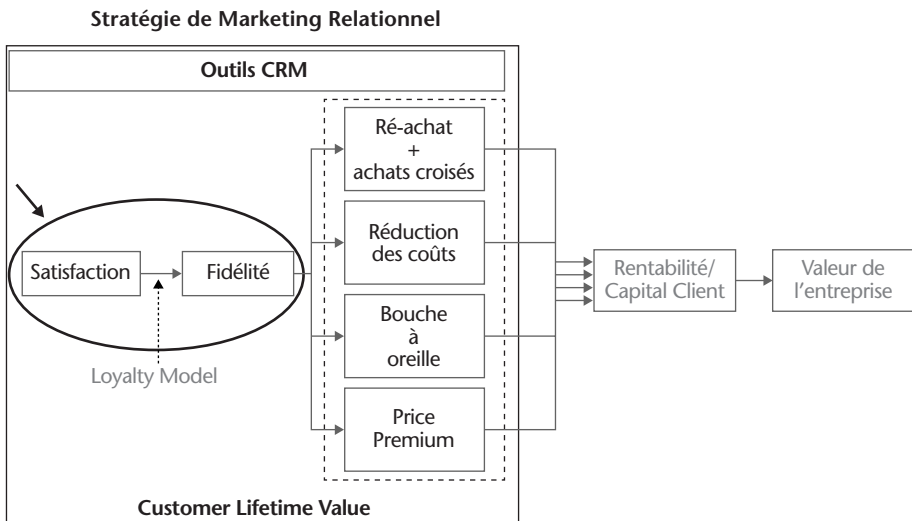 Stratégie de Marketing Relationnel
Outils CRM
Ré-achat
+
achats croisés
Réduction
des coûts
Satisfaction
Fidélité
Rentabilité/
Capital Client
Valeur de
l'entreprise
Bouche
à
oreille
Loyalty Model
Price
Premium
Customer Lifetime Value